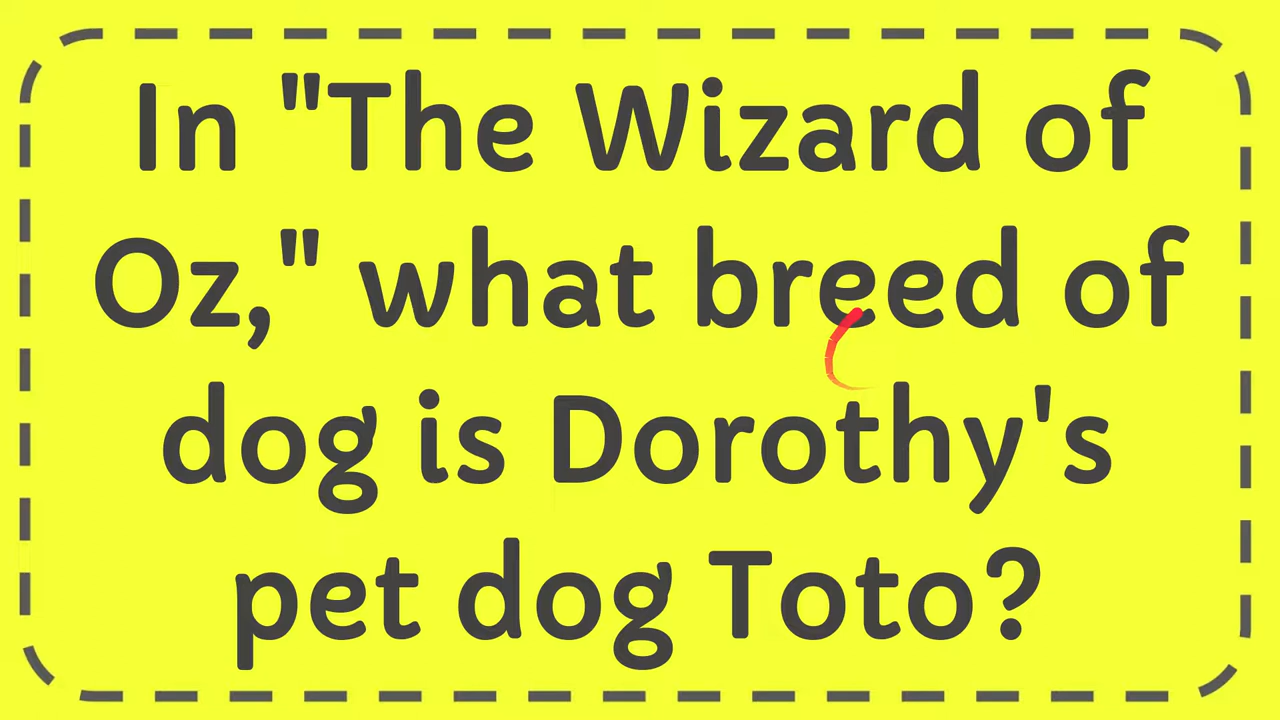 In "The Wizard of
Oz," what breed of
dog is Dorothy's
pet dog Toto?